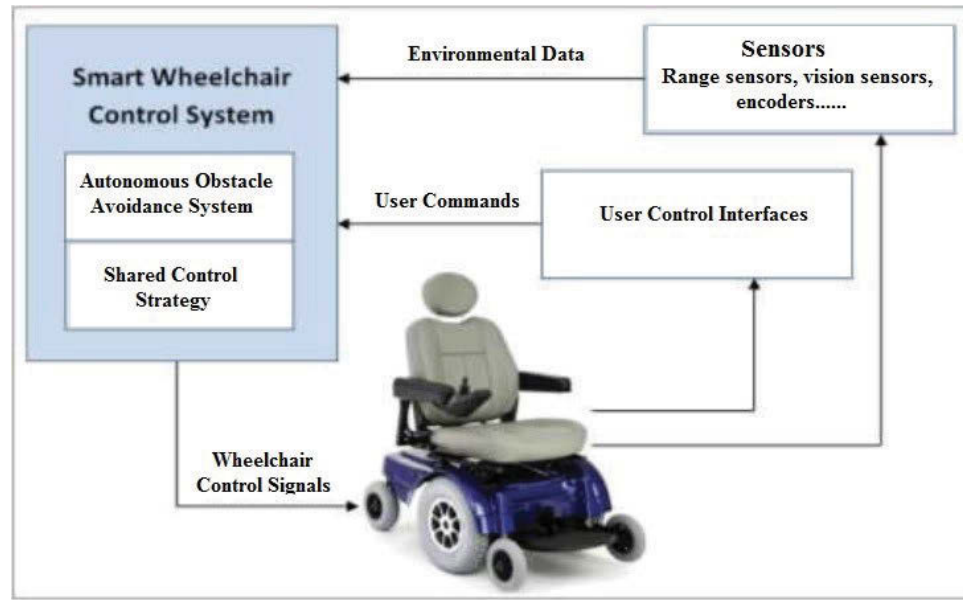 Smart Wheelchair
Control System
Autonomous Obstacle
Avoidance System
Shared Control
Strategy
Environmental Data
Sensors
Range sensors, vision sensors,
encoders......
User Commands
User Control Interfaces
Wheelchair
Control Signals